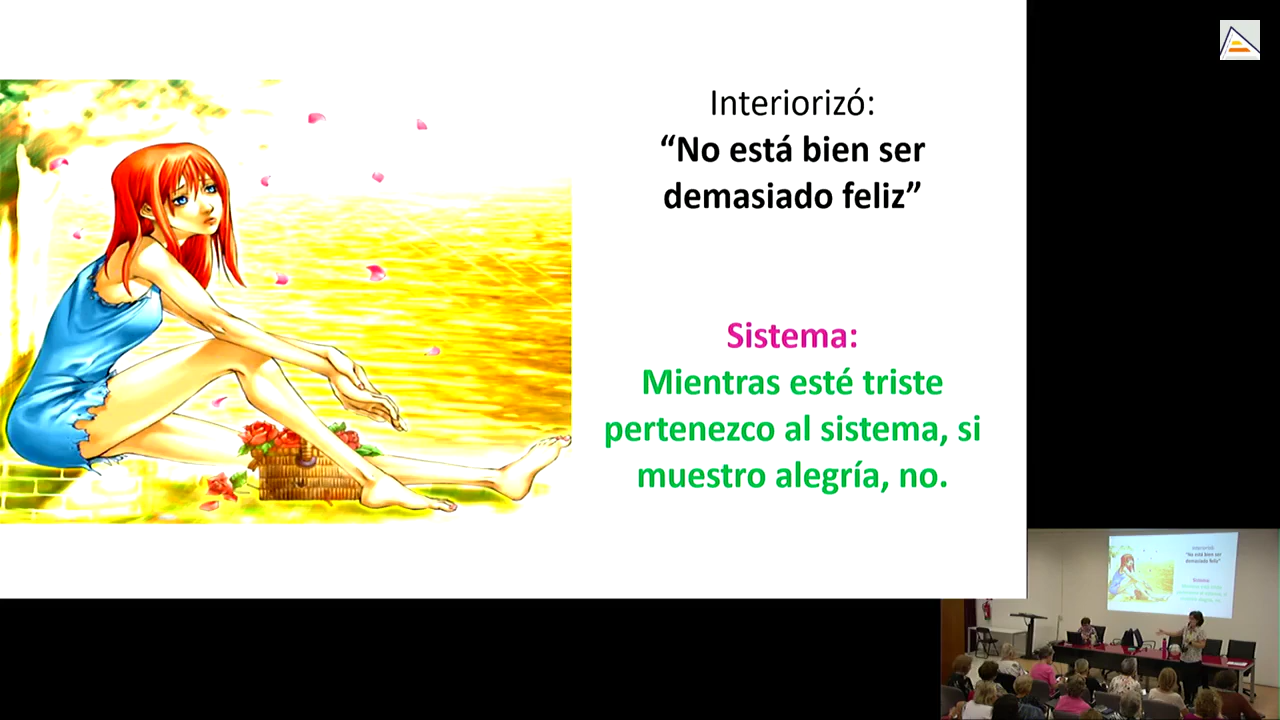 Interiorizó:
“No está bien ser
demasiado feliz”
Sistema:
Mientras esté triste
pertenezco al sistema, si
muestro alegría, no.